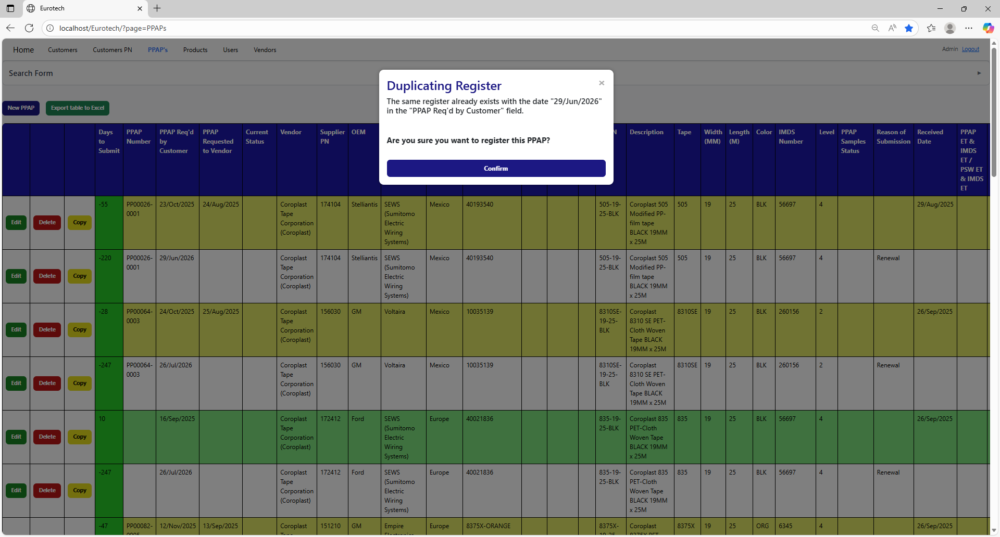 Eurotech
localhost/Eurotech/?page=PPAPs
Home Customers Customers PN PPAP's Products Users Vendors Admin Logout
Search Form
Duplicating Register
The same register already exists with the date "29/Jun/2026"
in the "PPAP Req'd by Customer" field.
Are you sure you want to register this PPAP?
Confirm
New PPAP Export table to Excel
Days PPAP PPAP Req'd PPAP Current Vendor Supplier OEM N Description Tape Width Length Color IMDS Level PPAP Reason of Received PPAP
to Number by Requested Status PN (MM) (M) Number Samples Submission Date ET &
Submit Customer to Vendor Status IMDS
ET /
PSW ET
& IMDS
ET
-55 PP00026- 23/Oct/2025 24/Aug/2025 Coroplast 174104 Stelliantis SEWS Mexico 40193540 505-19- Coroplast 505 505 19 25 BLK 56697 4 29/Aug/2025
0001 Tape (Sumitomo 25-BLK Modified PP-
Edit Delete Copy Corporation Electric film tape
(Coroplast) Wiring BLACK 19MM
Systems) x 25M
-220 PP00026- 29/Jun/2026 Coroplast 174104 Stelliantis SEWS Mexico 40193540 505-19- Coroplast 505 505 19 25 BLK 56697 4 Renewal
0001 Tape (Sumitomo 25-BLK Modified PP-
Edit Delete Copy Corporation Electric film tape
(Coroplast) Wiring BLACK 19MM
Systems) x 25M
-28 PP00064- 24/Oct/2025 25/Aug/2025 Coroplast 156030 GM Voltaira Mexico 10035139 8310SE- Coroplast 8310SE 19 25 BLK 260156 2 26/Sep/2025
0003 Tape 19-25- 8310 SE PET-
Edit Delete Copy Corporation BLK Cloth Woven
(Coroplast) Tape BLACK
19MM x 25M
-247 PP00064- 26/Jul/2026 Coroplast 156030 GM Voltaira Mexico 10035139 8310SE- Coroplast 8310SE 19 25 BLK 260156 2 Renewal
0003 Tape 19-25- 8310 SE PET-
Edit Delete Copy Corporation BLK Cloth Woven
(Coroplast) Tape BLACK
19MM x 25M
10 16/Sep/2025 Coroplast 172412 Ford SEWS Europe 40021836 835-19- Coroplast 835 835 19 25 BLK 56697 4 26/Sep/2025
Tape (Sumitomo 25-BLK PET-Cloth
Edit Delete Copy Corporation Electric Woven Tape
(Coroplast) Wiring BLACK 19MM
Systems) x 25M
-247 26/Jul/2026 Coroplast 172412 Ford SEWS Europe 40021836 835-19- Coroplast 835 835 19 25 BLK 56697 4 Renewal
Tape (Sumitomo 25-BLK PET-Cloth
Edit Delete Copy Corporation Electric Woven Tape
(Coroplast) Wiring BLACK 19MM
Systems) x 25M
-47 PP00082- 12/Nov/2025 13/Sep/2025 Coroplast 151210 GM Empire Europe 8375X-ORANGE 8375X- Coroplast 8375X 19 25 ORG 6345 4 26/Sep/2025